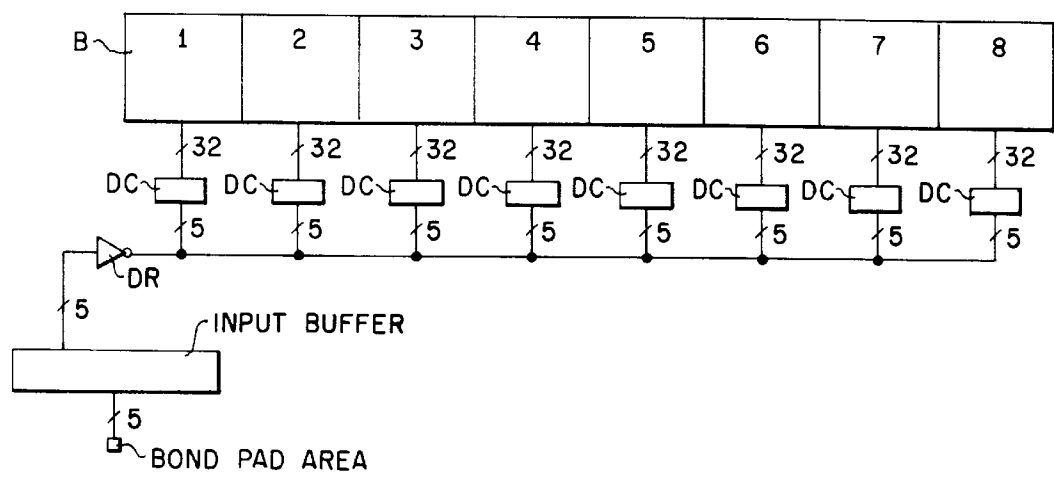 B 1 2 3 4 5 6 7 8
32 32 32 32 32 32 32 32
DC DC DC DC DC DC DC DC
5 5 5 5 5 5 5 5
DR
5
INPUT BUFFER
5
BOND PAD AREA